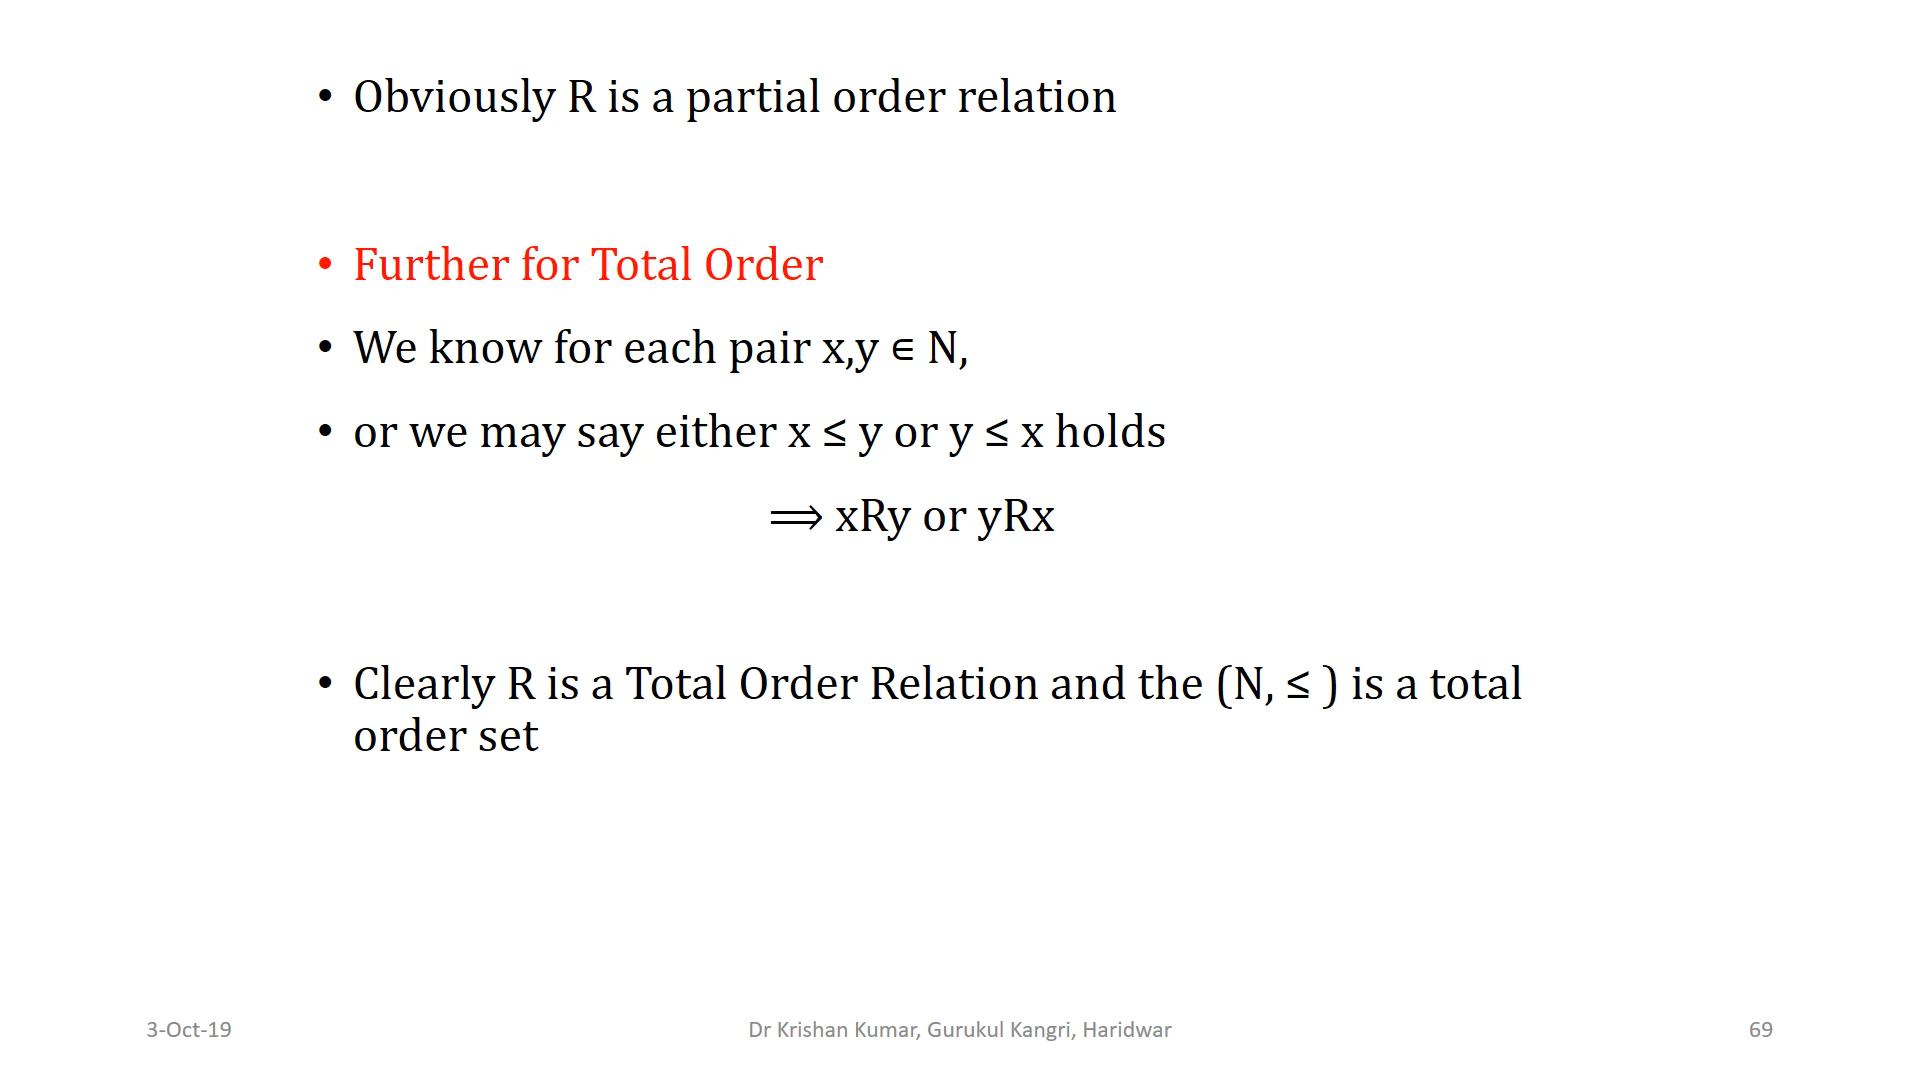 • Obviously R is a partial order relation
• Further for Total Order
• We know for each pair x,y ∈ N,
• or we may say either x ≤ y or y ≤ x holds
⟹ xRy or yRx
• Clearly R is a Total Order Relation and the (N, ≤ ) is a total
order set
3-Oct-19
Dr Krishan Kumar, Gurukul Kangri, Haridwar
69